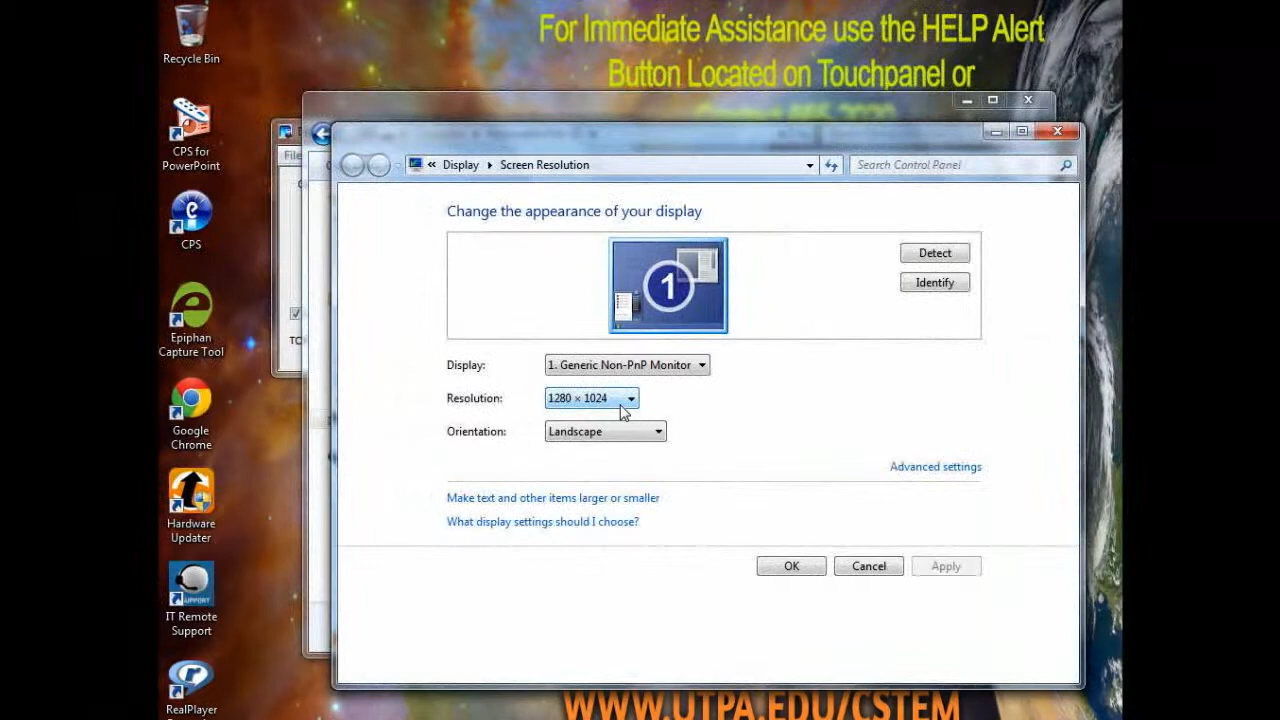 For Immediate Assistance use the HELP Alert
Button Located on Touchpanel or
Recycle Bin
CPS for
PowerPoint
CPS
Epiphan
Capture Tool
Google
Chrome
Hardware
Updater
SUPPORT
IT Remote
Support
RealPlayer
File
« Display ▸ Screen Resolution
Search Control Panel
Change the appearance of your display
1
Detect
Identify
Display: 1. Generic Non-PnP Monitor
Resolution: 1280 × 1024
Orientation: Landscape
Advanced settings
Make text and other items larger or smaller
What display settings should I choose?
OK Cancel Apply
WWW.UTPA.EDU/CSTEM